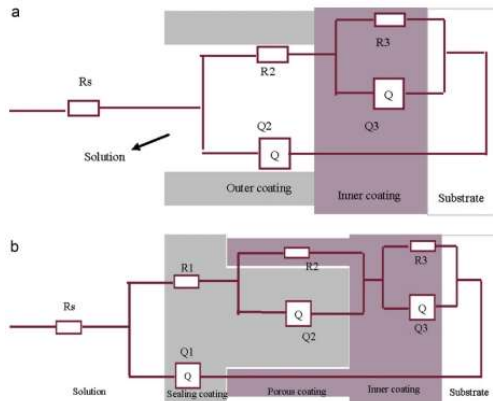 a
R3
Rs
R2
Q
Q2
Q3
Q
Solution
Outer coating
Inner coating
Substrate
b
R1
R2
R3
Rs
Q
Q
Q2
Q3
Q1
Q
Solution
Sealing coating
Porous coating
Inner coating
Substrate